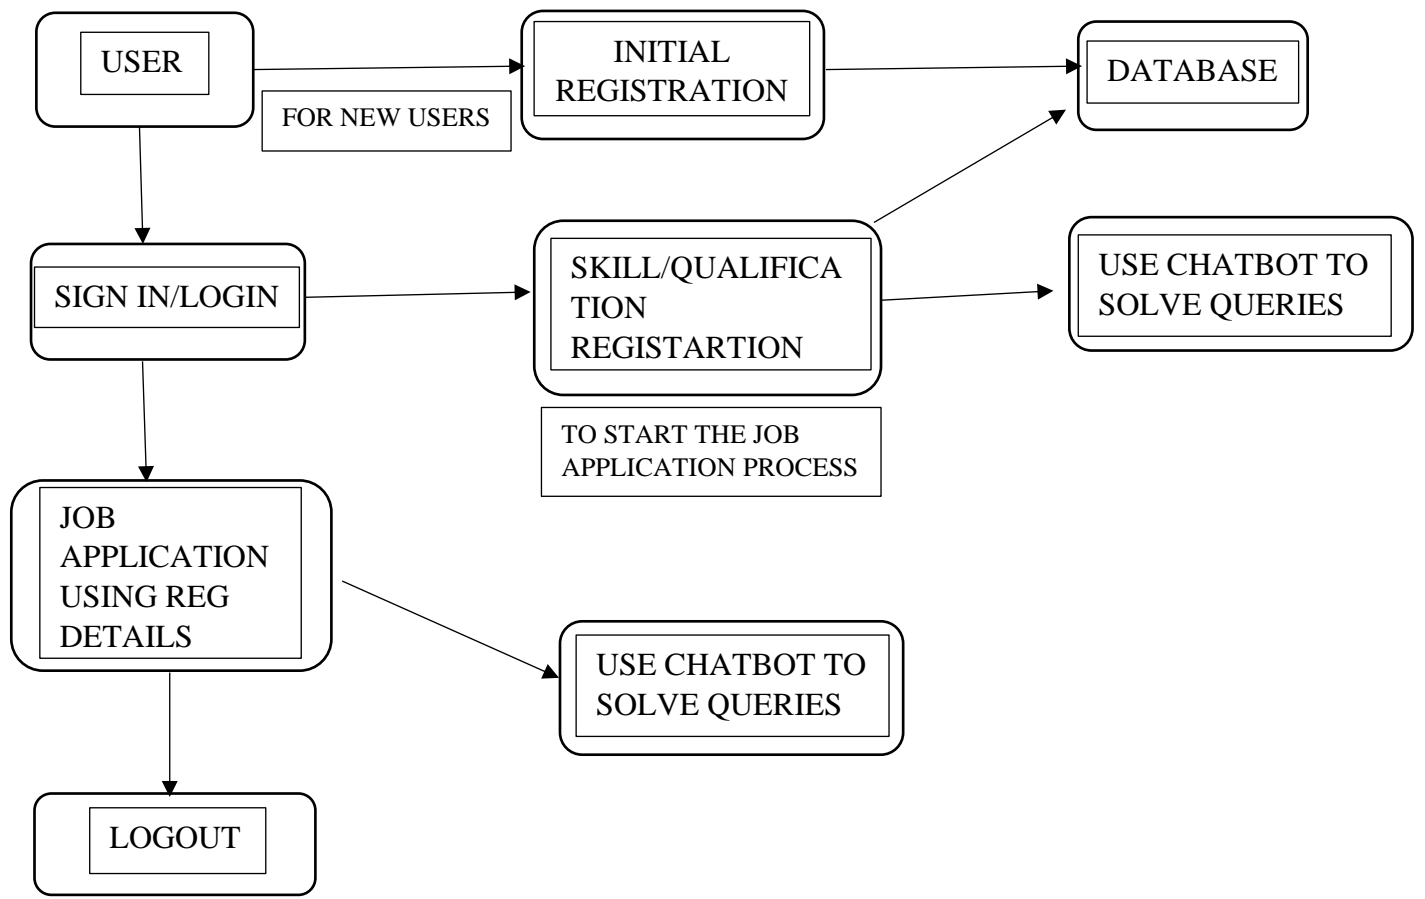 USER
FOR NEW USERS
INITIAL
REGISTRATION
DATABASE
SIGN IN/LOGIN
SKILL/QUALIFICA
TION
REGISTARTION
USE CHATBOT TO
SOLVE QUERIES
TO START THE JOB
APPLICATION PROCESS
JOB
APPLICATION
USING REG
DETAILS
USE CHATBOT TO
SOLVE QUERIES
LOGOUT